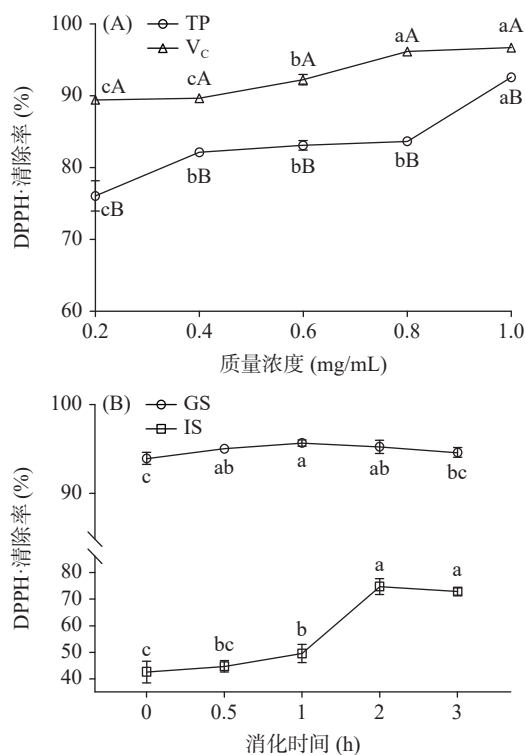 (A)
TP
V_C
DPPH·清除率 (%)
100
90
80
70
60
cA
cA
bA
aA
aA
cB
bB
bB
bB
aB
0.2
0.4
0.6
0.8
1.0
质量浓度 (mg/mL)
(B)
GS
IS
DPPH·清除率 (%)
100
90
80
70
60
50
40
c
ab
a
ab
bc
c
bc
b
a
a
0
0.5
1
2
3
消化时间 (h)